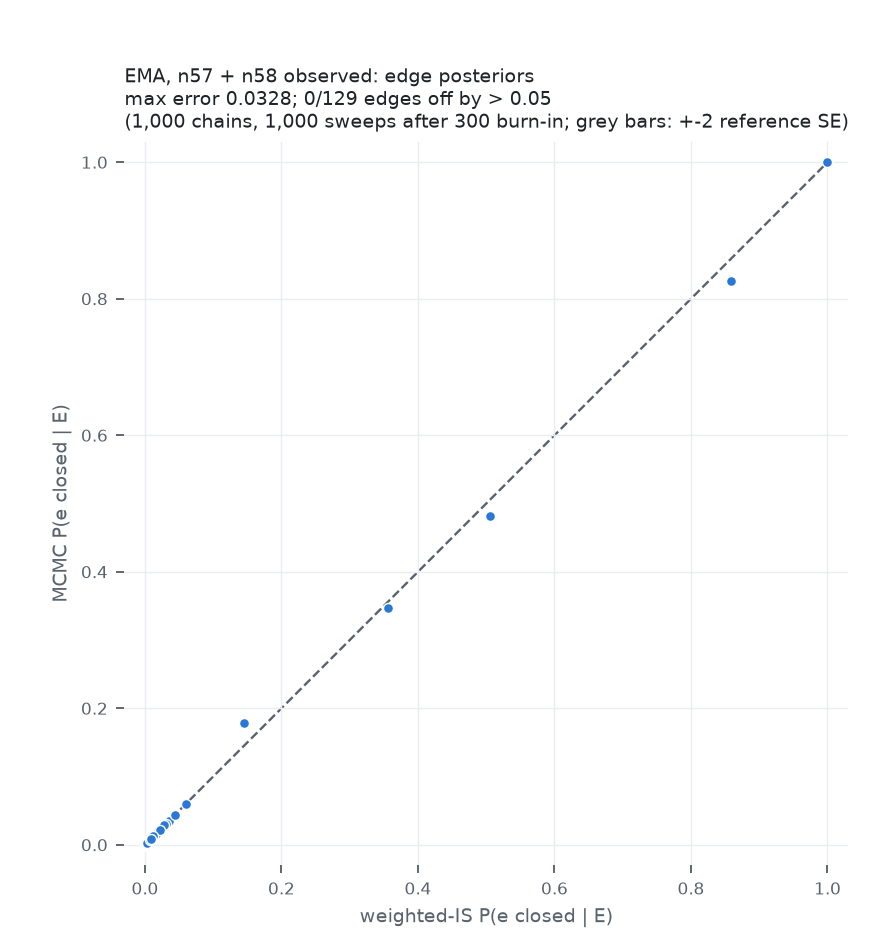 EMA, n57 + n58 observed: edge posteriors
max error 0.0328; 0/129 edges off by > 0.05
(1,000 chains, 1,000 sweeps after 300 burn-in; grey bars: +-2 reference SE)
1.0
0.8
0.6
0.4
0.2
0.0
MCMC P(e closed | E)
0.0 0.2 0.4 0.6 0.8 1.0
weighted-IS P(e closed | E)